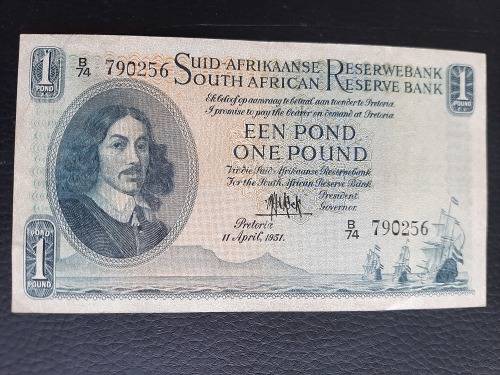 1 POND
B/74 790256
SUID-AFRIKAANSE RESERWEBANK
SOUTH AFRICAN RESERVE BANK
1 POUND
Ek beloof op aanvraag te betaal aan toonder te Pretoria.
I promise to pay the bearer on demand at Pretoria.
EEN POND
ONE POUND
Vir die Suid Afrikaanse Reserwebank
For the South African Reserve Bank.
President.
Governor.
Pretoria
11 April, 1951.
B/74 790256
POND
1
POUND